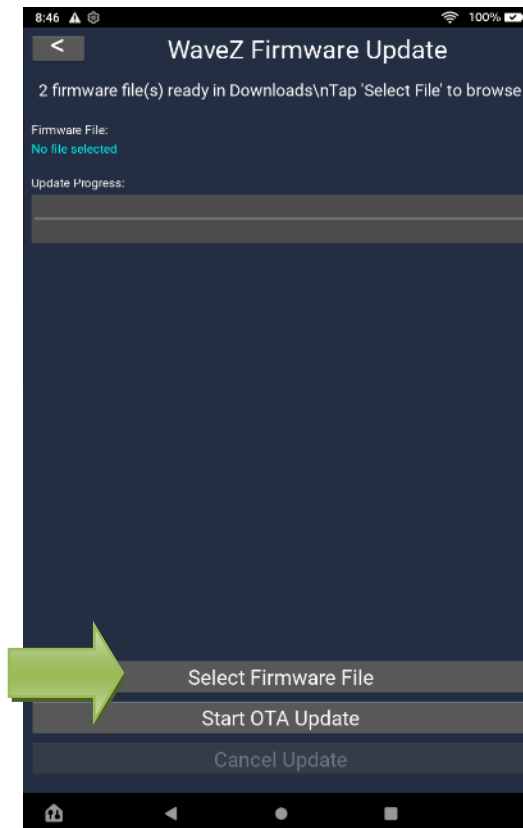 8:46 100%
< WaveZ Firmware Update
2 firmware file(s) ready in Downloads\nTap 'Select File' to browse
Firmware File:
No file selected
Update Progress:
Select Firmware File
Start OTA Update
Cancel Update